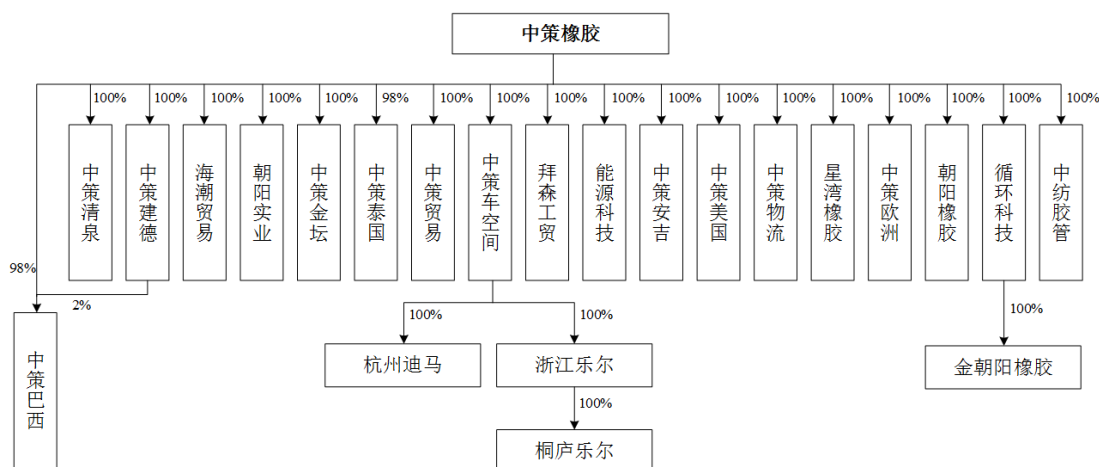 中策橡胶
100%
100%
100%
100%
100%
98%
100%
100%
100%
100%
100%
100%
100%
100%
100%
100%
100%
100%
中策清泉
中策建德
海潮贸易
朝阳实业
中策金坛
中策泰国
中策贸易
中策车空间
拜森工贸
能源科技
中策安吉
中策美国
中策物流
星湾橡胶
中策欧洲
朝阳橡胶
循环科技
中纺胶管
98%
2%
100%
100%
100%
中策巴西
杭州迪马
浙江乐尔
金朝阳橡胶
100%
桐庐乐尔